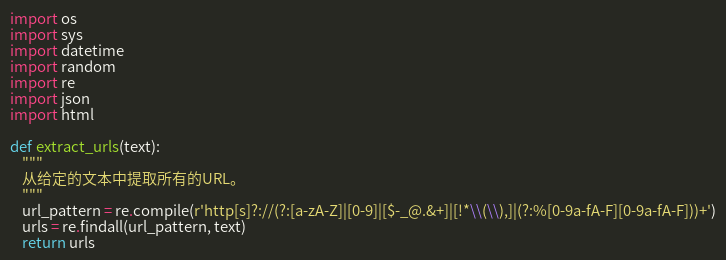 import os
import sys
import datetime
import random
import re
import json
import html

def extract_urls(text):
    """
    从给定的文本中提取所有的URL。
    """
    url_pattern = re.compile(r'http[s]?://(?:[a-zA-Z]|[0-9]|[$-_@.&+]|[!*\\(\\),]|(?:%[0-9a-fA-F][0-9a-fA-F]))+')
    urls = re.findall(url_pattern, text)
    return urls